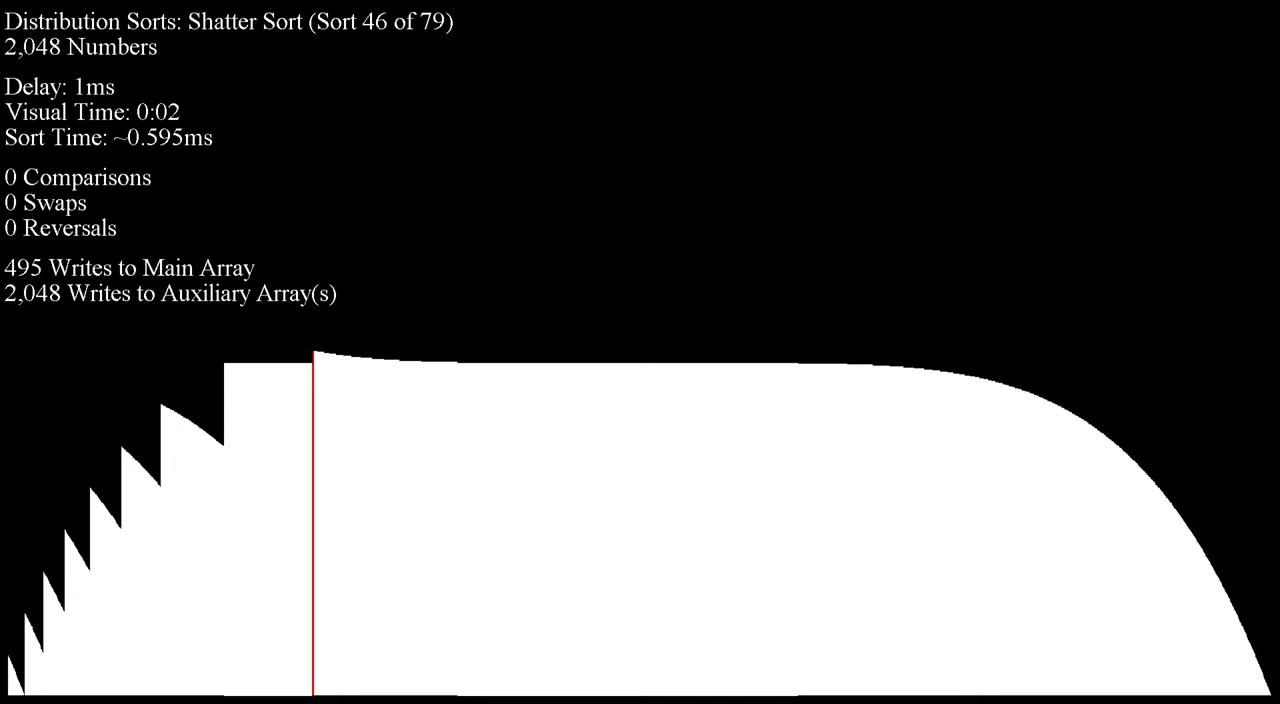 Distribution Sorts: Shatter Sort (Sort 46 of 79)
2,048 Numbers
Delay: 1ms
Visual Time: 0:02
Sort Time: ~0.595ms
0 Comparisons
0 Swaps
0 Reversals
495 Writes to Main Array
2,048 Writes to Auxiliary Array(s)